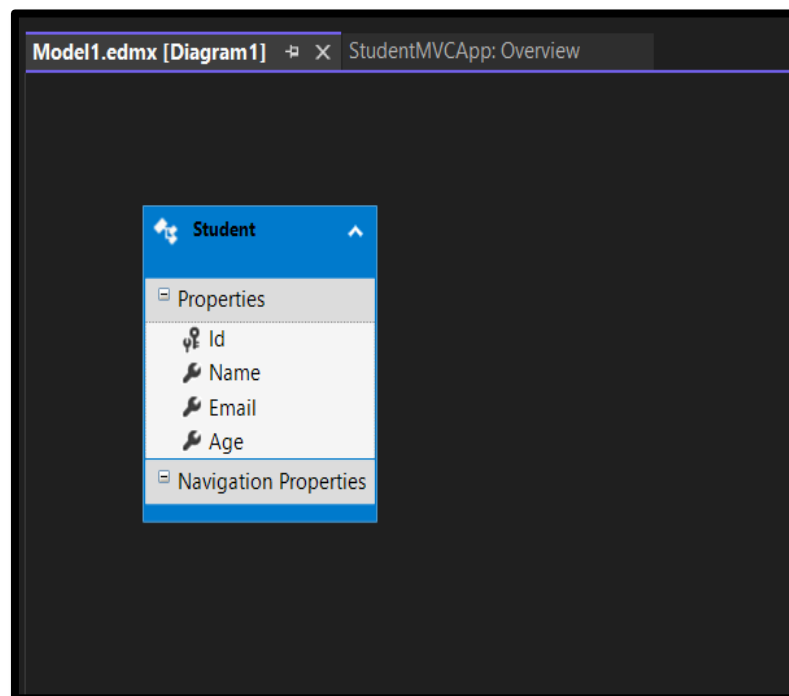 Model1.edmx [Diagram1] StudentMVCApp: Overview
Student
Properties
Id
Name
Email
Age
Navigation Properties